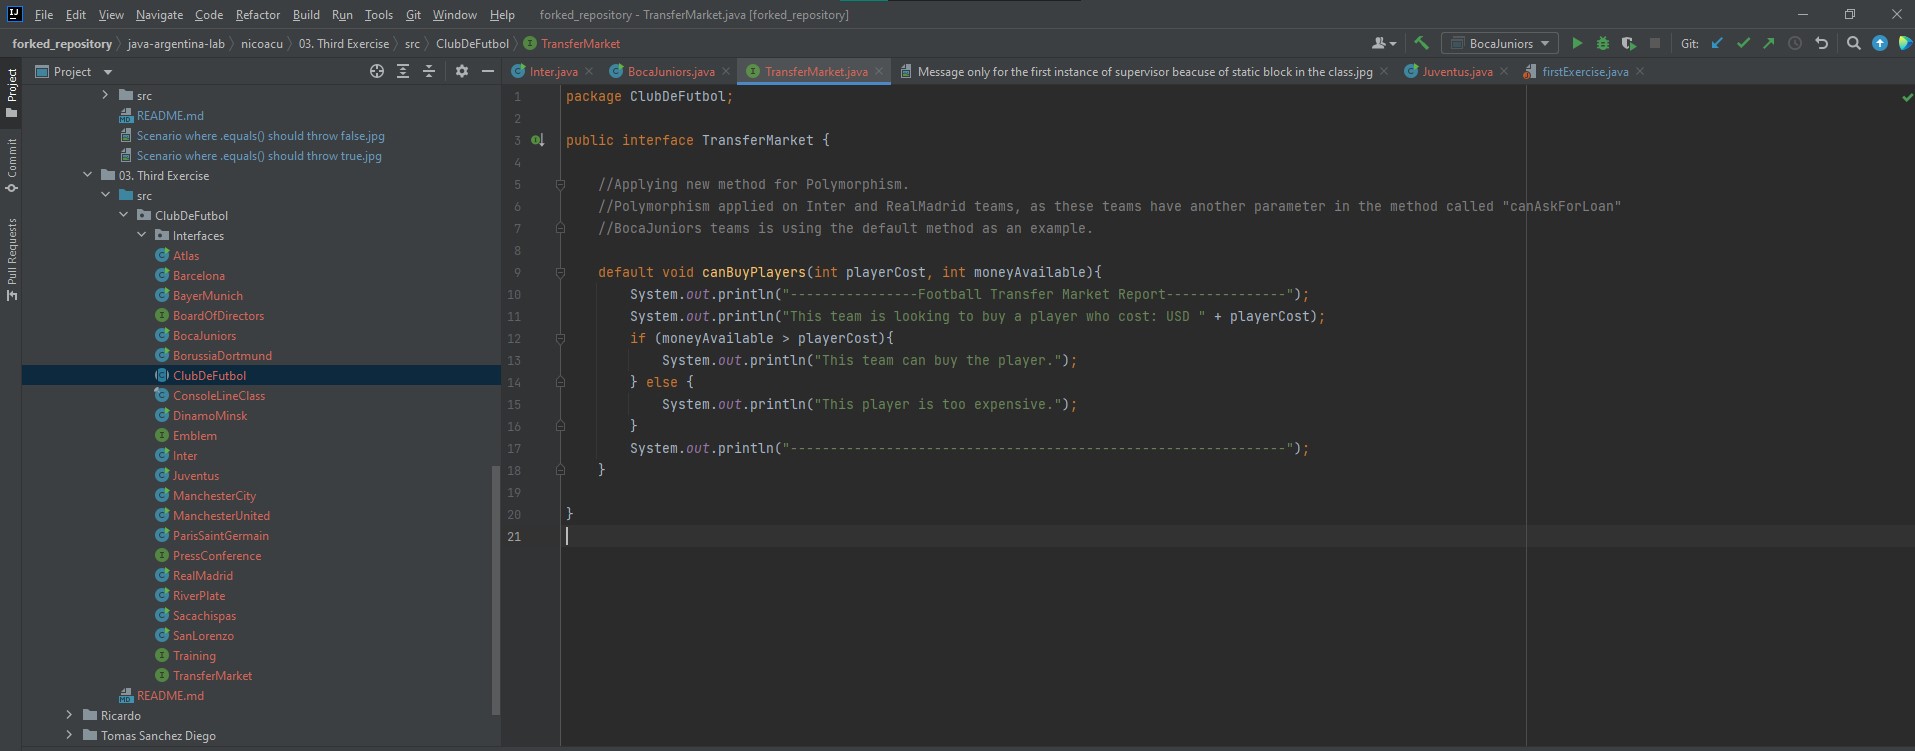 File Edit View Navigate Code Refactor Build Run Tools Git Window Help forked_repository - TransferMarket.java [forked_repository]
forked_repository java-argentina-lab nicoacu 03. Third Exercise src ClubDeFutbol TransferMarket BocaJuniors Git:
Project
Inter.java BocaJuniors.java TransferMarket.java Message only for the first instance of supervisor beacuse of static block in the class.jpg Juventus.java firstExercise.java
Project
Commit
Pull Requests
src
README.md
Scenario where .equals() should throw false.jpg
Scenario where .equals() should throw true.jpg
03. Third Exercise
src
ClubDeFutbol
Interfaces
Atlas
Barcelona
BayerMunich
BoardOfDirectors
BocaJuniors
BorussiaDortmund
ClubDeFutbol
ConsoleLineClass
DinamoMinsk
Emblem
Inter
Juventus
ManchesterCity
ManchesterUnited
ParisSaintGermain
PressConference
RealMadrid
RiverPlate
Sacachispas
SanLorenzo
Training
TransferMarket
README.md
Ricardo
Tomas Sanchez Diego
1 package ClubDeFutbol;
2
3 public interface TransferMarket {
4
5 //Applying new method for Polymorphism.
6 //Polymorphism applied on Inter and RealMadrid teams, as these teams have another parameter in the method called "canAskForLoan"
7 //BocaJuniors teams is using the default method as an example.
8
9 default void canBuyPlayers(int playerCost, int moneyAvailable){
10 System.out.println("----------------Football Transfer Market Report---------------");
11 System.out.println("This team is looking to buy a player who cost: USD " + playerCost);
12 if (moneyAvailable > playerCost){
13 System.out.println("This team can buy the player.");
14 } else {
15 System.out.println("This player is too expensive.");
16 }
17 System.out.println("--------------------------------------------------------------");
18 }
19
20 }
21